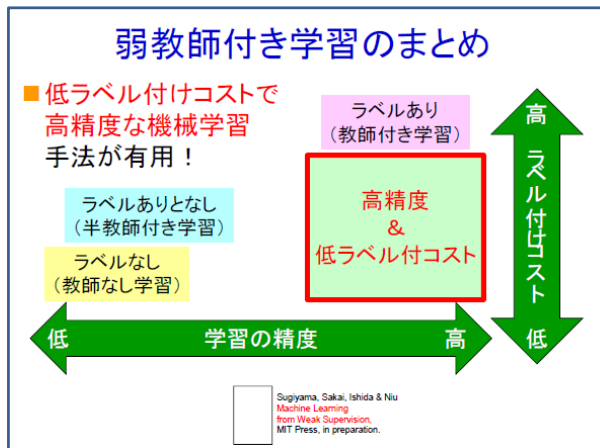 弱教師付き学習のまとめ
低ラベル付けコストで
高精度な機械学習
手法が有用！
ラベルあり
（教師付き学習）
ラベルありとなし
（半教師付き学習）
ラベルなし
（教師なし学習）
高精度
&
低ラベル付コスト
高 ラベル付けコスト 低
低 学習の精度 高
Sugiyama, Sakai, Ishida & Niu
Machine Learning
from Weak Supervision,
MIT Press, in preparation.